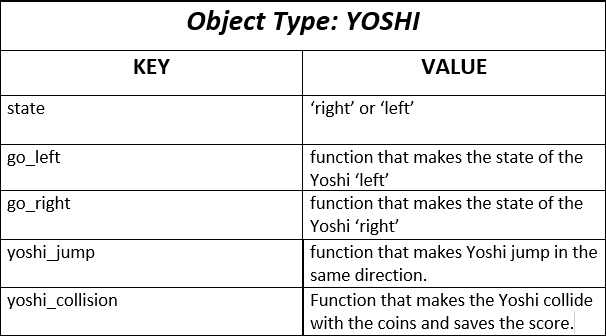 Object Type: YOSHI
KEY VALUE
state ‘right’ or ‘left’
go_left function that makes the state of the
Yoshi ‘left’
go_right function that makes the state of the
Yoshi ‘right’
yoshi_jump function that makes Yoshi jump in the
same direction.
yoshi_collision Function that makes the Yoshi collide
with the coins and saves the score.